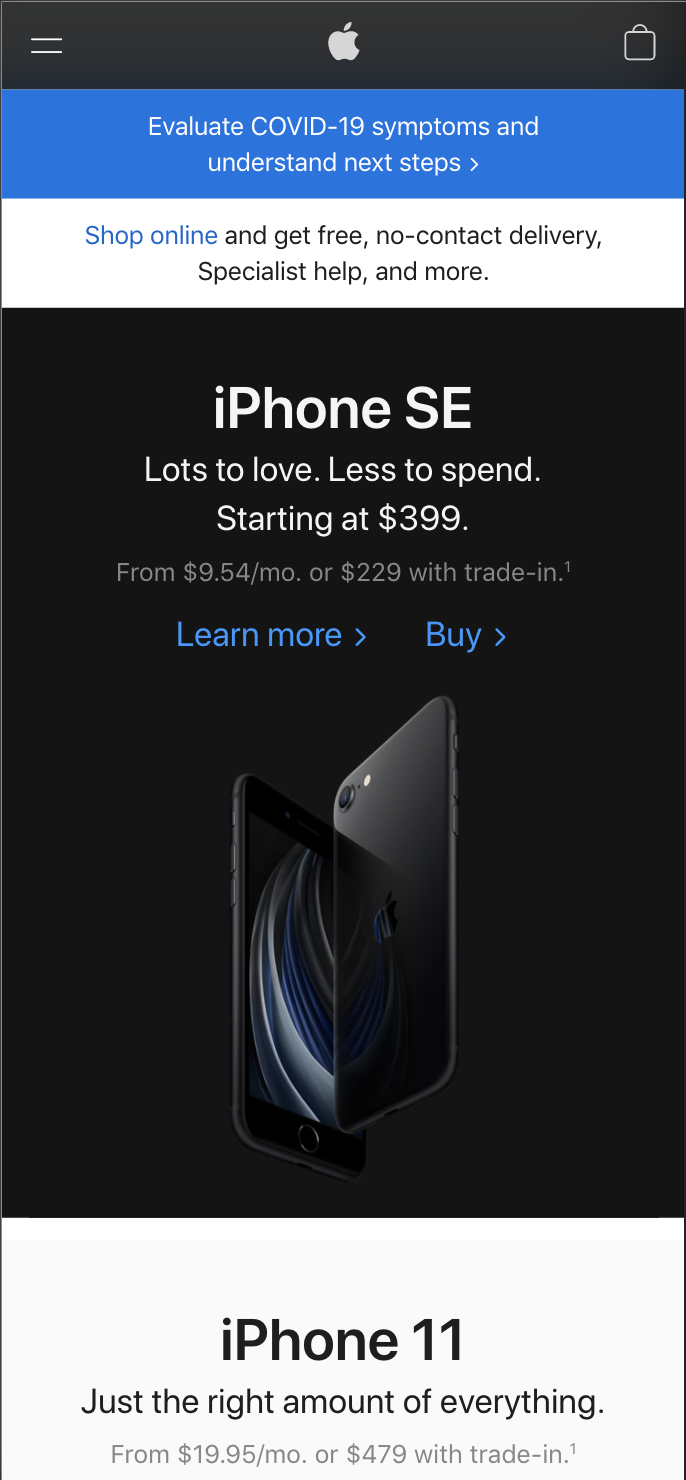 Evaluate COVID-19 symptoms and
understand next steps >
Shop online and get free, no-contact delivery,
Specialist help, and more.
iPhone SE
Lots to love. Less to spend.
Starting at $399.
From $9.54/mo. or $229 with trade-in.¹
Learn more > Buy >
iPhone 11
Just the right amount of everything.
From $19.95/mo. or $479 with trade-in.¹